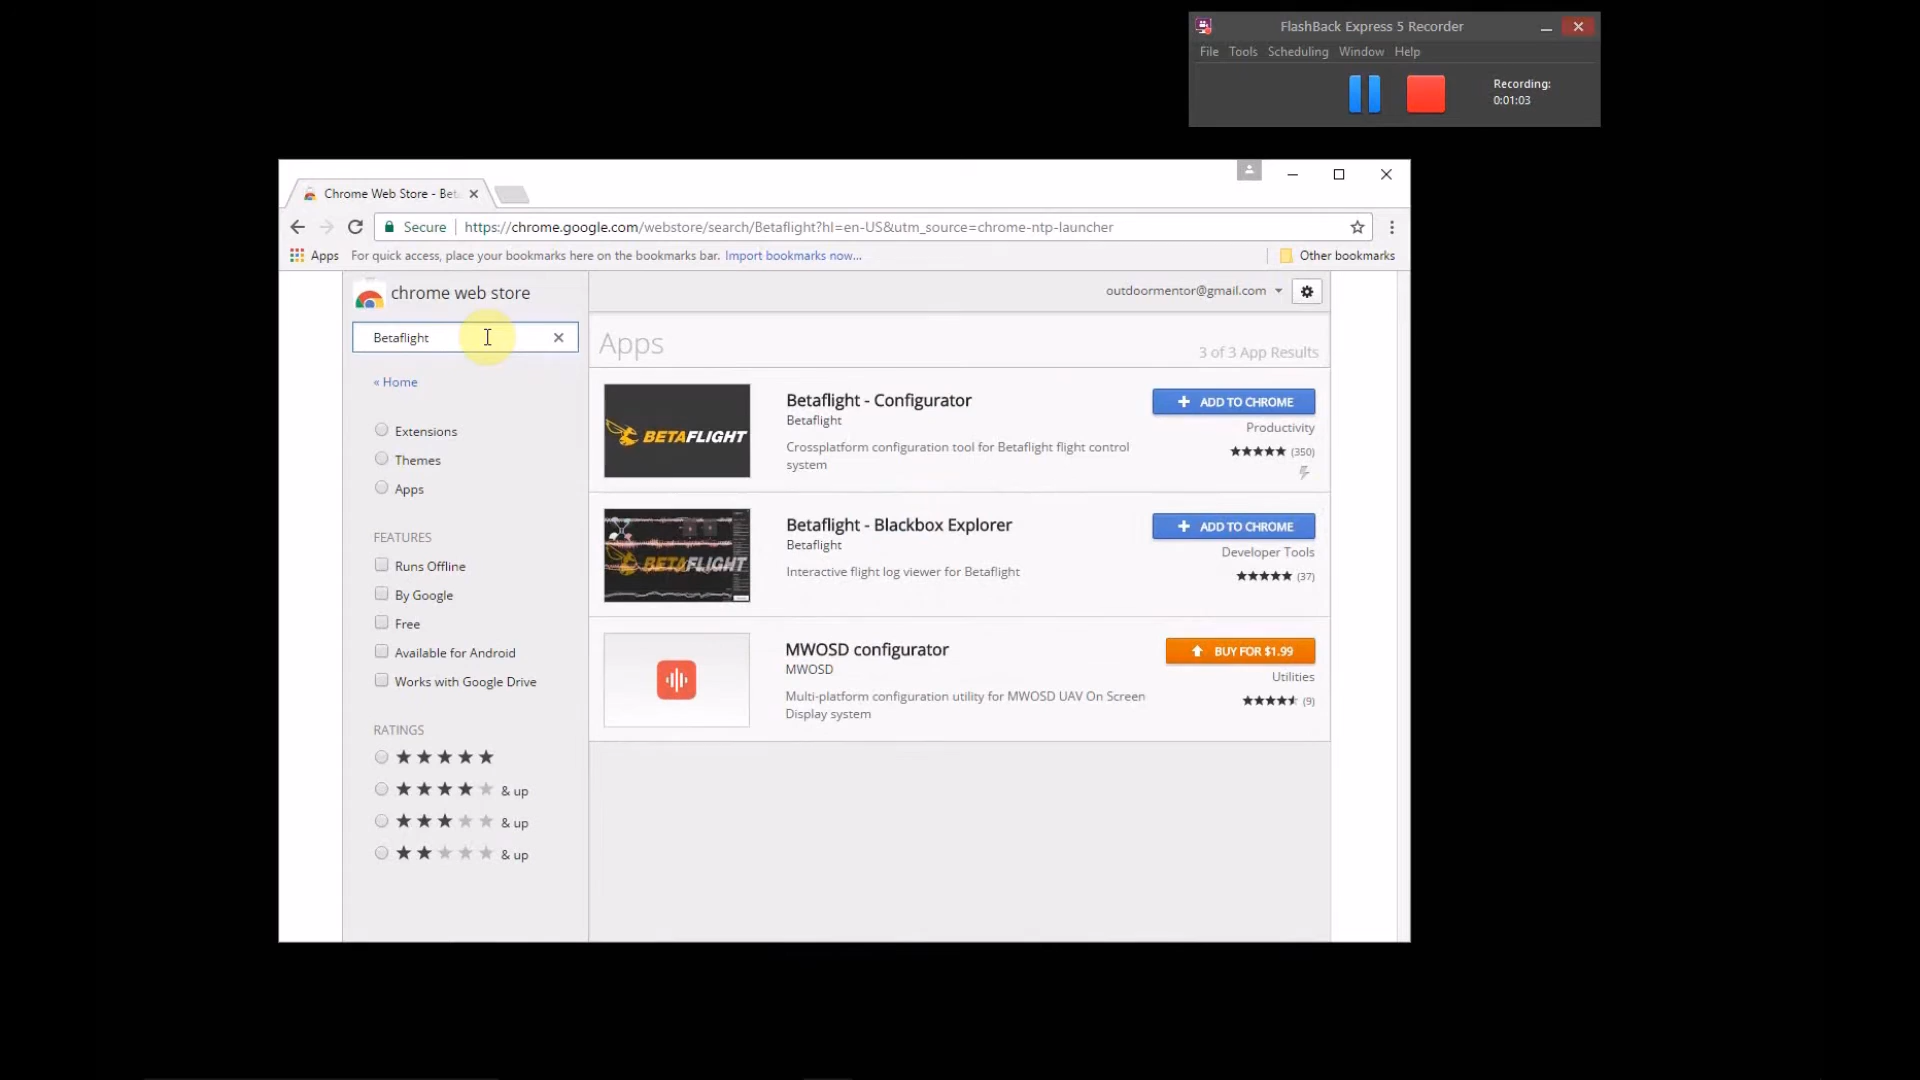 FlashBack Express 5 Recorder
File Tools Scheduling Window Help
Recording:
0:01:03
Chrome Web Store - Bet
Secure https://chrome.google.com/webstore/search/Betaflight?hl=en-US&utm_source=chrome-ntp-launcher
Apps For quick access, place your bookmarks here on the bookmarks bar. Import bookmarks now... Other bookmarks
chrome web store
outdoormentor@gmail.com
Betaflight
« Home
Extensions
Themes
Apps
FEATURES
Runs Offline
By Google
Free
Available for Android
Works with Google Drive
RATINGS
& up
& up
& up
Apps
3 of 3 App Results
BETAFLIGHT
Betaflight - Configurator
Betaflight
Crossplatform configuration tool for Betaflight flight control
system
ADD TO CHROME
Productivity
(350)
BETAFLIGHT
Betaflight - Blackbox Explorer
Betaflight
Interactive flight log viewer for Betaflight
ADD TO CHROME
Developer Tools
(37)
MWOSD configurator
MWOSD
Multi-platform configuration utility for MWOSD UAV On Screen
Display system
BUY FOR $1.99
Utilities
(9)